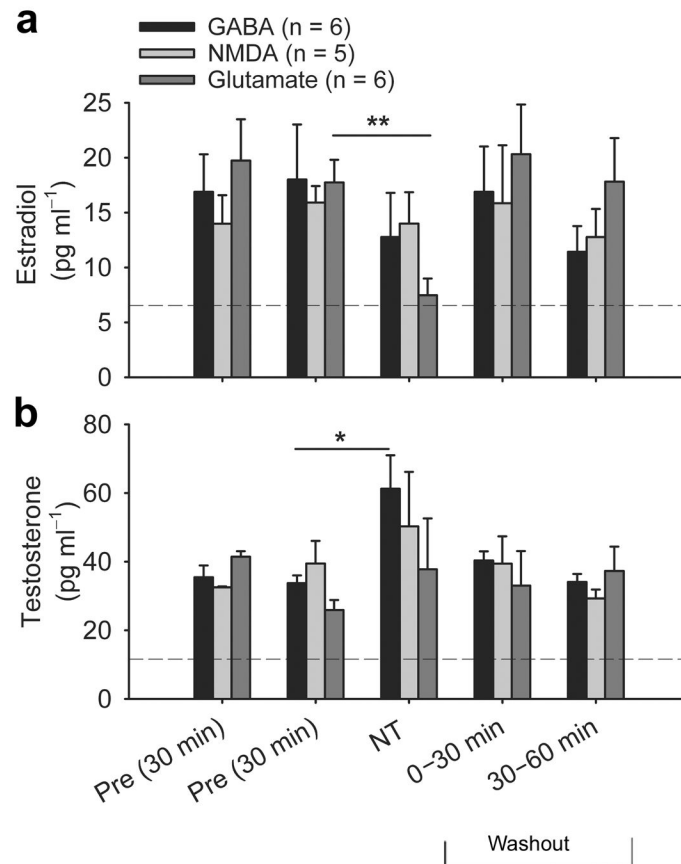 a
GABA (n = 6)
NMDA (n = 5)
Glutamate (n = 6)
25
20
15
10
5
0
Estradiol
(pg ml−1)
**
b
80
60
40
20
0
Testosterone
(pg ml−1)
*
Pre (30 min)
Pre (30 min)
NT
0−30 min
30−60 min
Washout